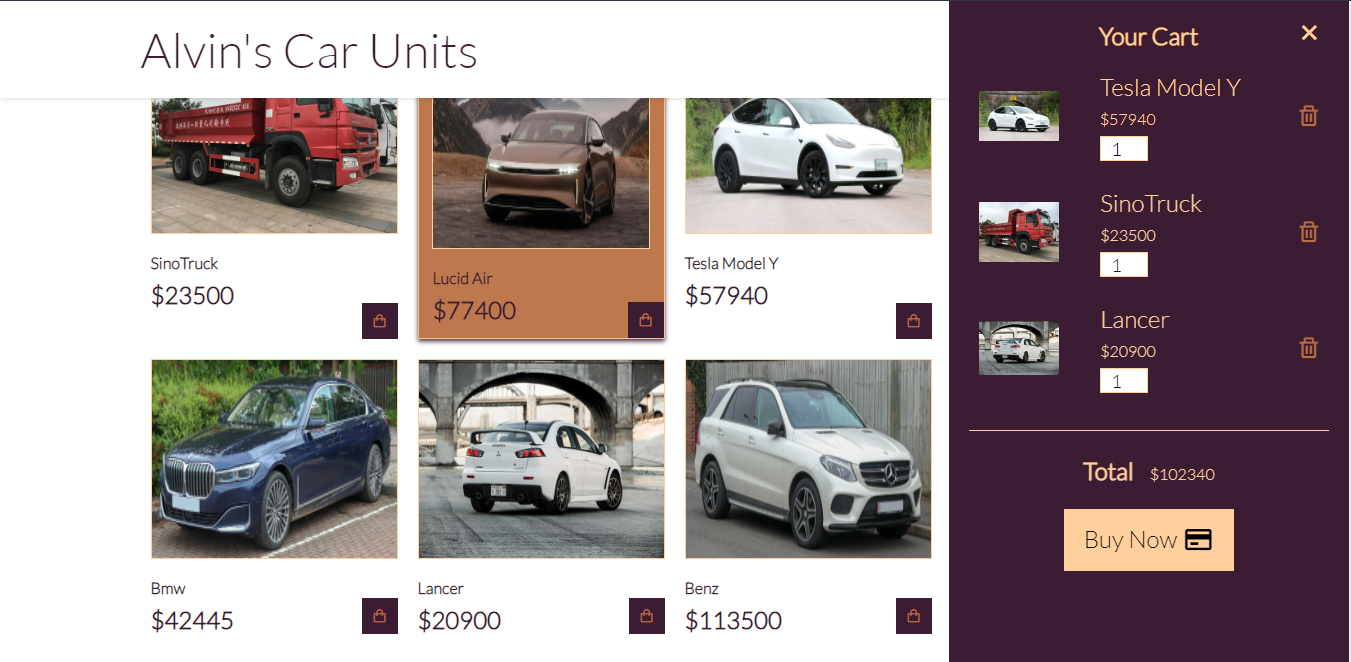 Alvin's Car Units
SinoTruck
$23500
Lucid Air
$77400
Tesla Model Y
$57940
Bmw
$42445
Lancer
$20900
Benz
$113500
Your Cart
Tesla Model Y
$57940
1
SinoTruck
$23500
1
Lancer
$20900
1
Total $102340
Buy Now